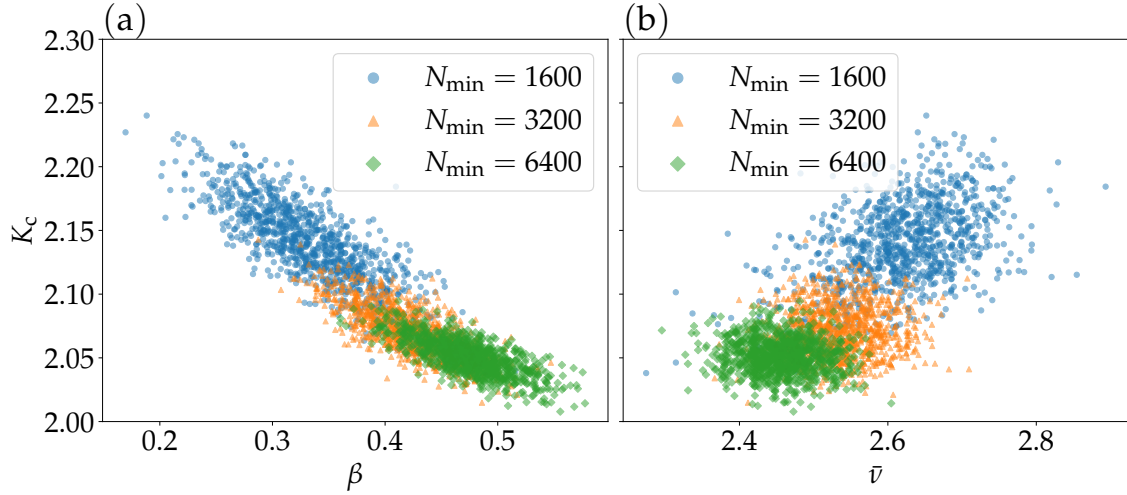 (a)
(b)
2.30
2.25
2.20
2.15
2.10
2.05
2.00
K_c
N_min = 1600
N_min = 3200
N_min = 6400
N_min = 1600
N_min = 3200
N_min = 6400
0.2 0.3 0.4 0.5
2.4 2.6 2.8
β
ν̄